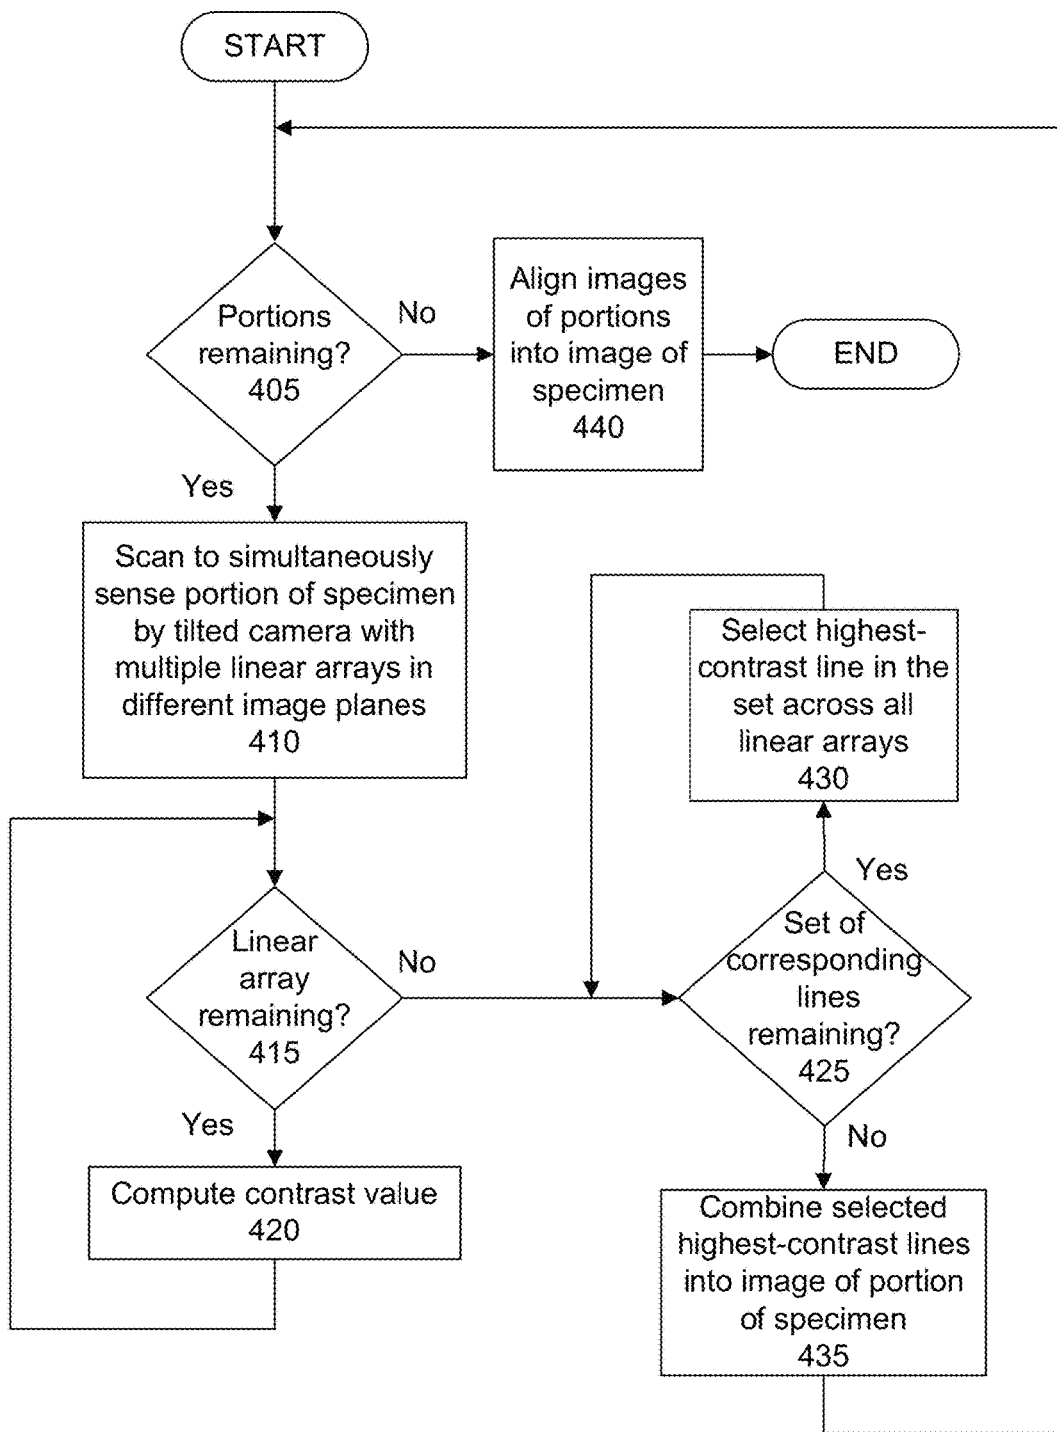 START
Portions
remaining?
405
No
Align images
of portions
into image of
specimen
440
END
Yes
Scan to simultaneously
sense portion of specimen
by tilted camera with
multiple linear arrays in
different image planes
410
Select highest-
contrast line in the
set across all
linear arrays
430
Yes
Linear
array
remaining?
415
No
Set of
corresponding
lines
remaining?
425
Yes
No
Compute contrast value
420
Combine selected
highest-contrast lines
into image of portion
of specimen
435